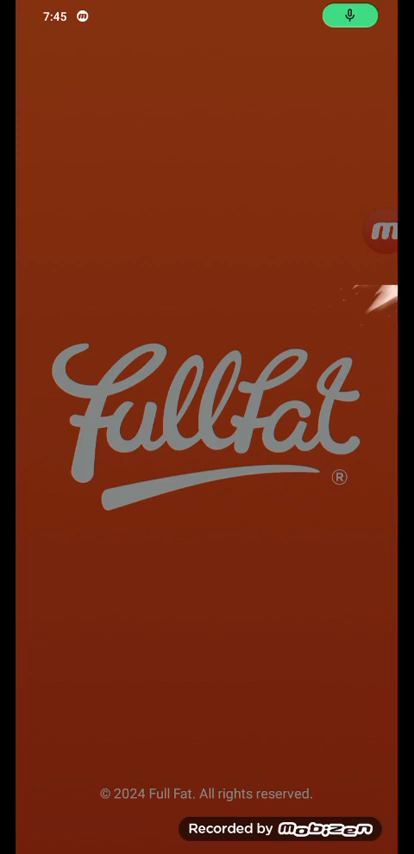 7:45 m
m
fullfat
®
© 2024 Full Fat. All rights reserved.
Recorded by mobizen